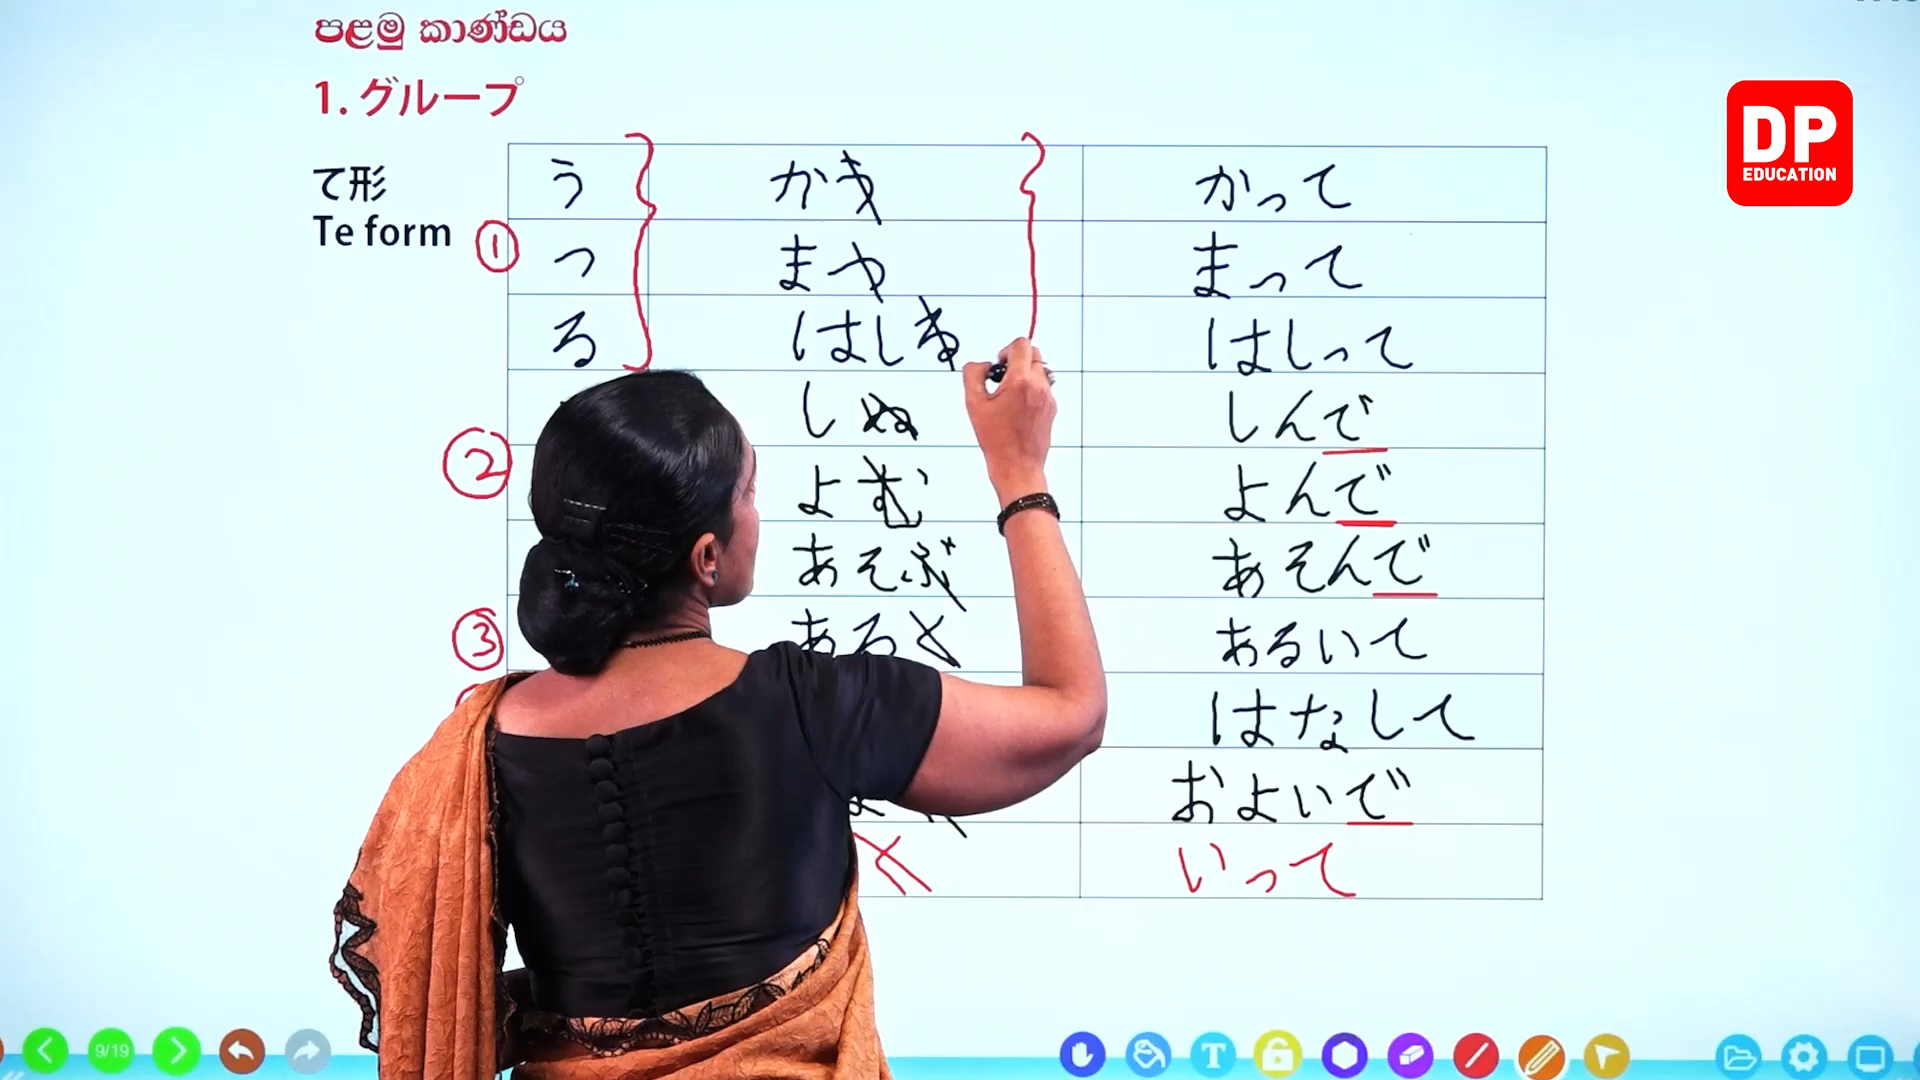 පළමු කාණ්ඩය
1. グループ
DP
EDUCATION
て形
Te form
① う かう かって
つ まつ まって
る はしる はしって
② しぬ しんで
よむ よんで
あそぶ あそんで
③ あるく あるいて
はなして
およいで
いって
9/19
T